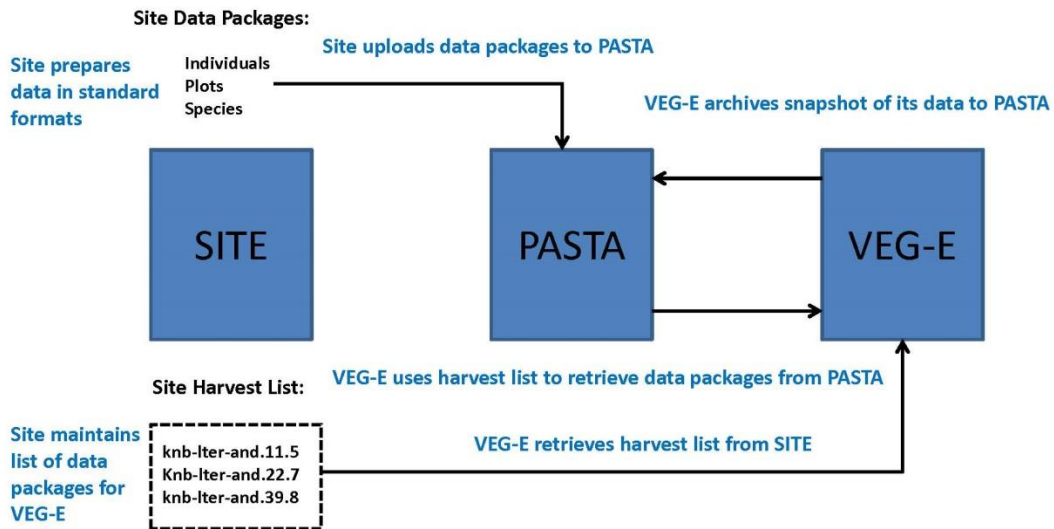 Site Data Packages:
Site uploads data packages to PASTA
Site prepares
data in standard
formats
Individuals
Plots
Species
VEG-E archives snapshot of its data to PASTA
SITE
PASTA
VEG-E
Site Harvest List:
VEG-E uses harvest list to retrieve data packages from PASTA
Site maintains
list of data
packages for
VEG-E
knb-lter-and.11.5
Knb-lter-and.22.7
knb-lter-and.39.8
VEG-E retrieves harvest list from SITE